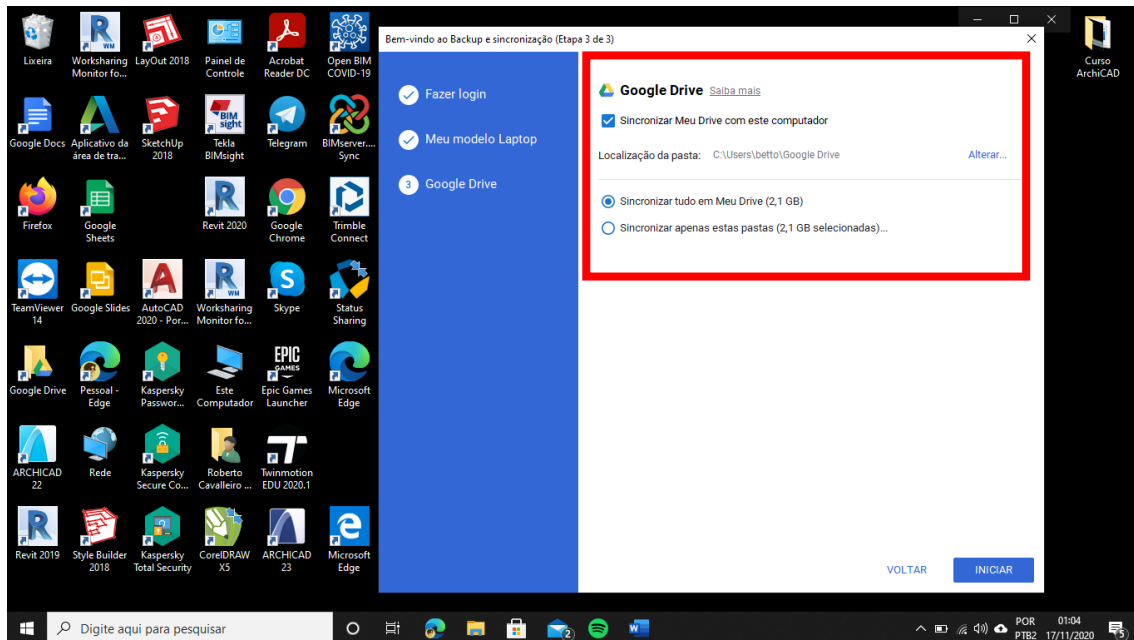 Lixeira
Worksharing
Monitor fo...
LayOut 2018
Painel de
Controle
Acrobat
Reader DC
Open BIM
COVID-19
Google Docs
Aplicativo da
área de tra...
SketchUp
2018
BIM
sight
Tekla
BIMsight
Telegram
BIMserver....
Sync
Firefox
Google
Sheets
Revit 2020
Google
Chrome
Trimble
Connect
TeamViewer
14
Google Slides
AutoCAD
2020 - Por...
Worksharing
Monitor fo...
Skype
Status
Sharing
Google Drive
Pessoal -
Edge
Kaspersky
Passwor...
Este
Computador
EPIC
GAMES
Epic Games
Launcher
Microsoft
Edge
ARCHICAD
22
Rede
Kaspersky
Secure Co...
Roberto
Cavalleiro ...
Twinmotion
EDU 2020.1
Revit 2019
Style Builder
2018
Kaspersky
Total Security
CorelDRAW
X5
ARCHICAD
23
Microsoft
Edge
Bem-vindo ao Backup e sincronização (Etapa 3 de 3)
Fazer login
Meu modelo Laptop
3 Google Drive
Google Drive Saiba mais
Sincronizar Meu Drive com este computador
Localização da pasta: C:\Users\betto\Google Drive Alterar...
Sincronizar tudo em Meu Drive (2,1 GB)
Sincronizar apenas estas pastas (2,1 GB selecionadas)...
VOLTAR INICIAR
Curso
ArchiCAD
Digite aqui para pesquisar
2
POR
PTB2
01:04
17/11/2020
5